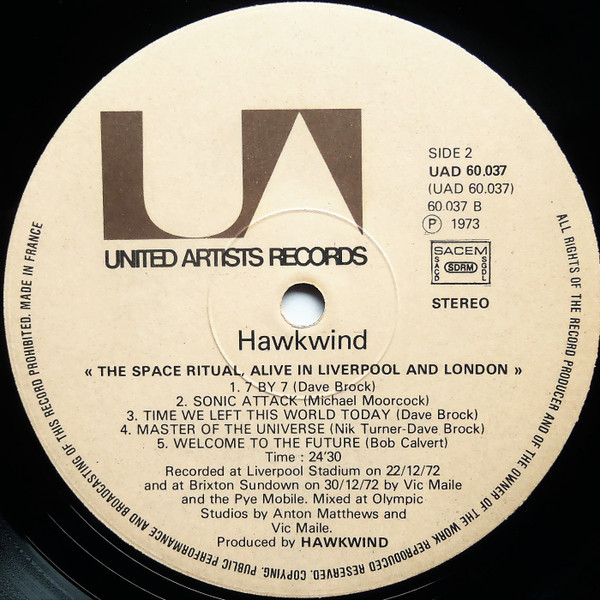 UA
UNITED ARTISTS RECORDS
SIDE 2
UAD 60.037
(UAD 60.037)
60.037 B
Ⓟ 1973
SACEM
SACD
SDRM
SGDL
STEREO
Hawkwind
« THE SPACE RITUAL, ALIVE IN LIVERPOOL AND LONDON »
1. 7 BY 7 (Dave Brock)
2. SONIC ATTACK (Michael Moorcock)
3. TIME WE LEFT THIS WORLD TODAY (Dave Brock)
4. MASTER OF THE UNIVERSE (Nik Turner-Dave Brock)
5. WELCOME TO THE FUTURE (Bob Calvert)
Time : 24'30
Recorded at Liverpool Stadium on 22/12/72
and at Brixton Sundown on 30/12/72 by Vic Maile
and the Pye Mobile. Mixed at Olympic
Studios by Anton Matthews and
Vic Maile.
Produced by HAWKWIND
ALL RIGHTS OF THE RECORD PRODUCER AND OF THE OWNER OF THE WORK REPRODUCED RESERVED. COPYING, PUBLIC PERFORMANCE AND BROADCASTING OF THIS RECORD PROHIBITED. MADE IN FRANCE